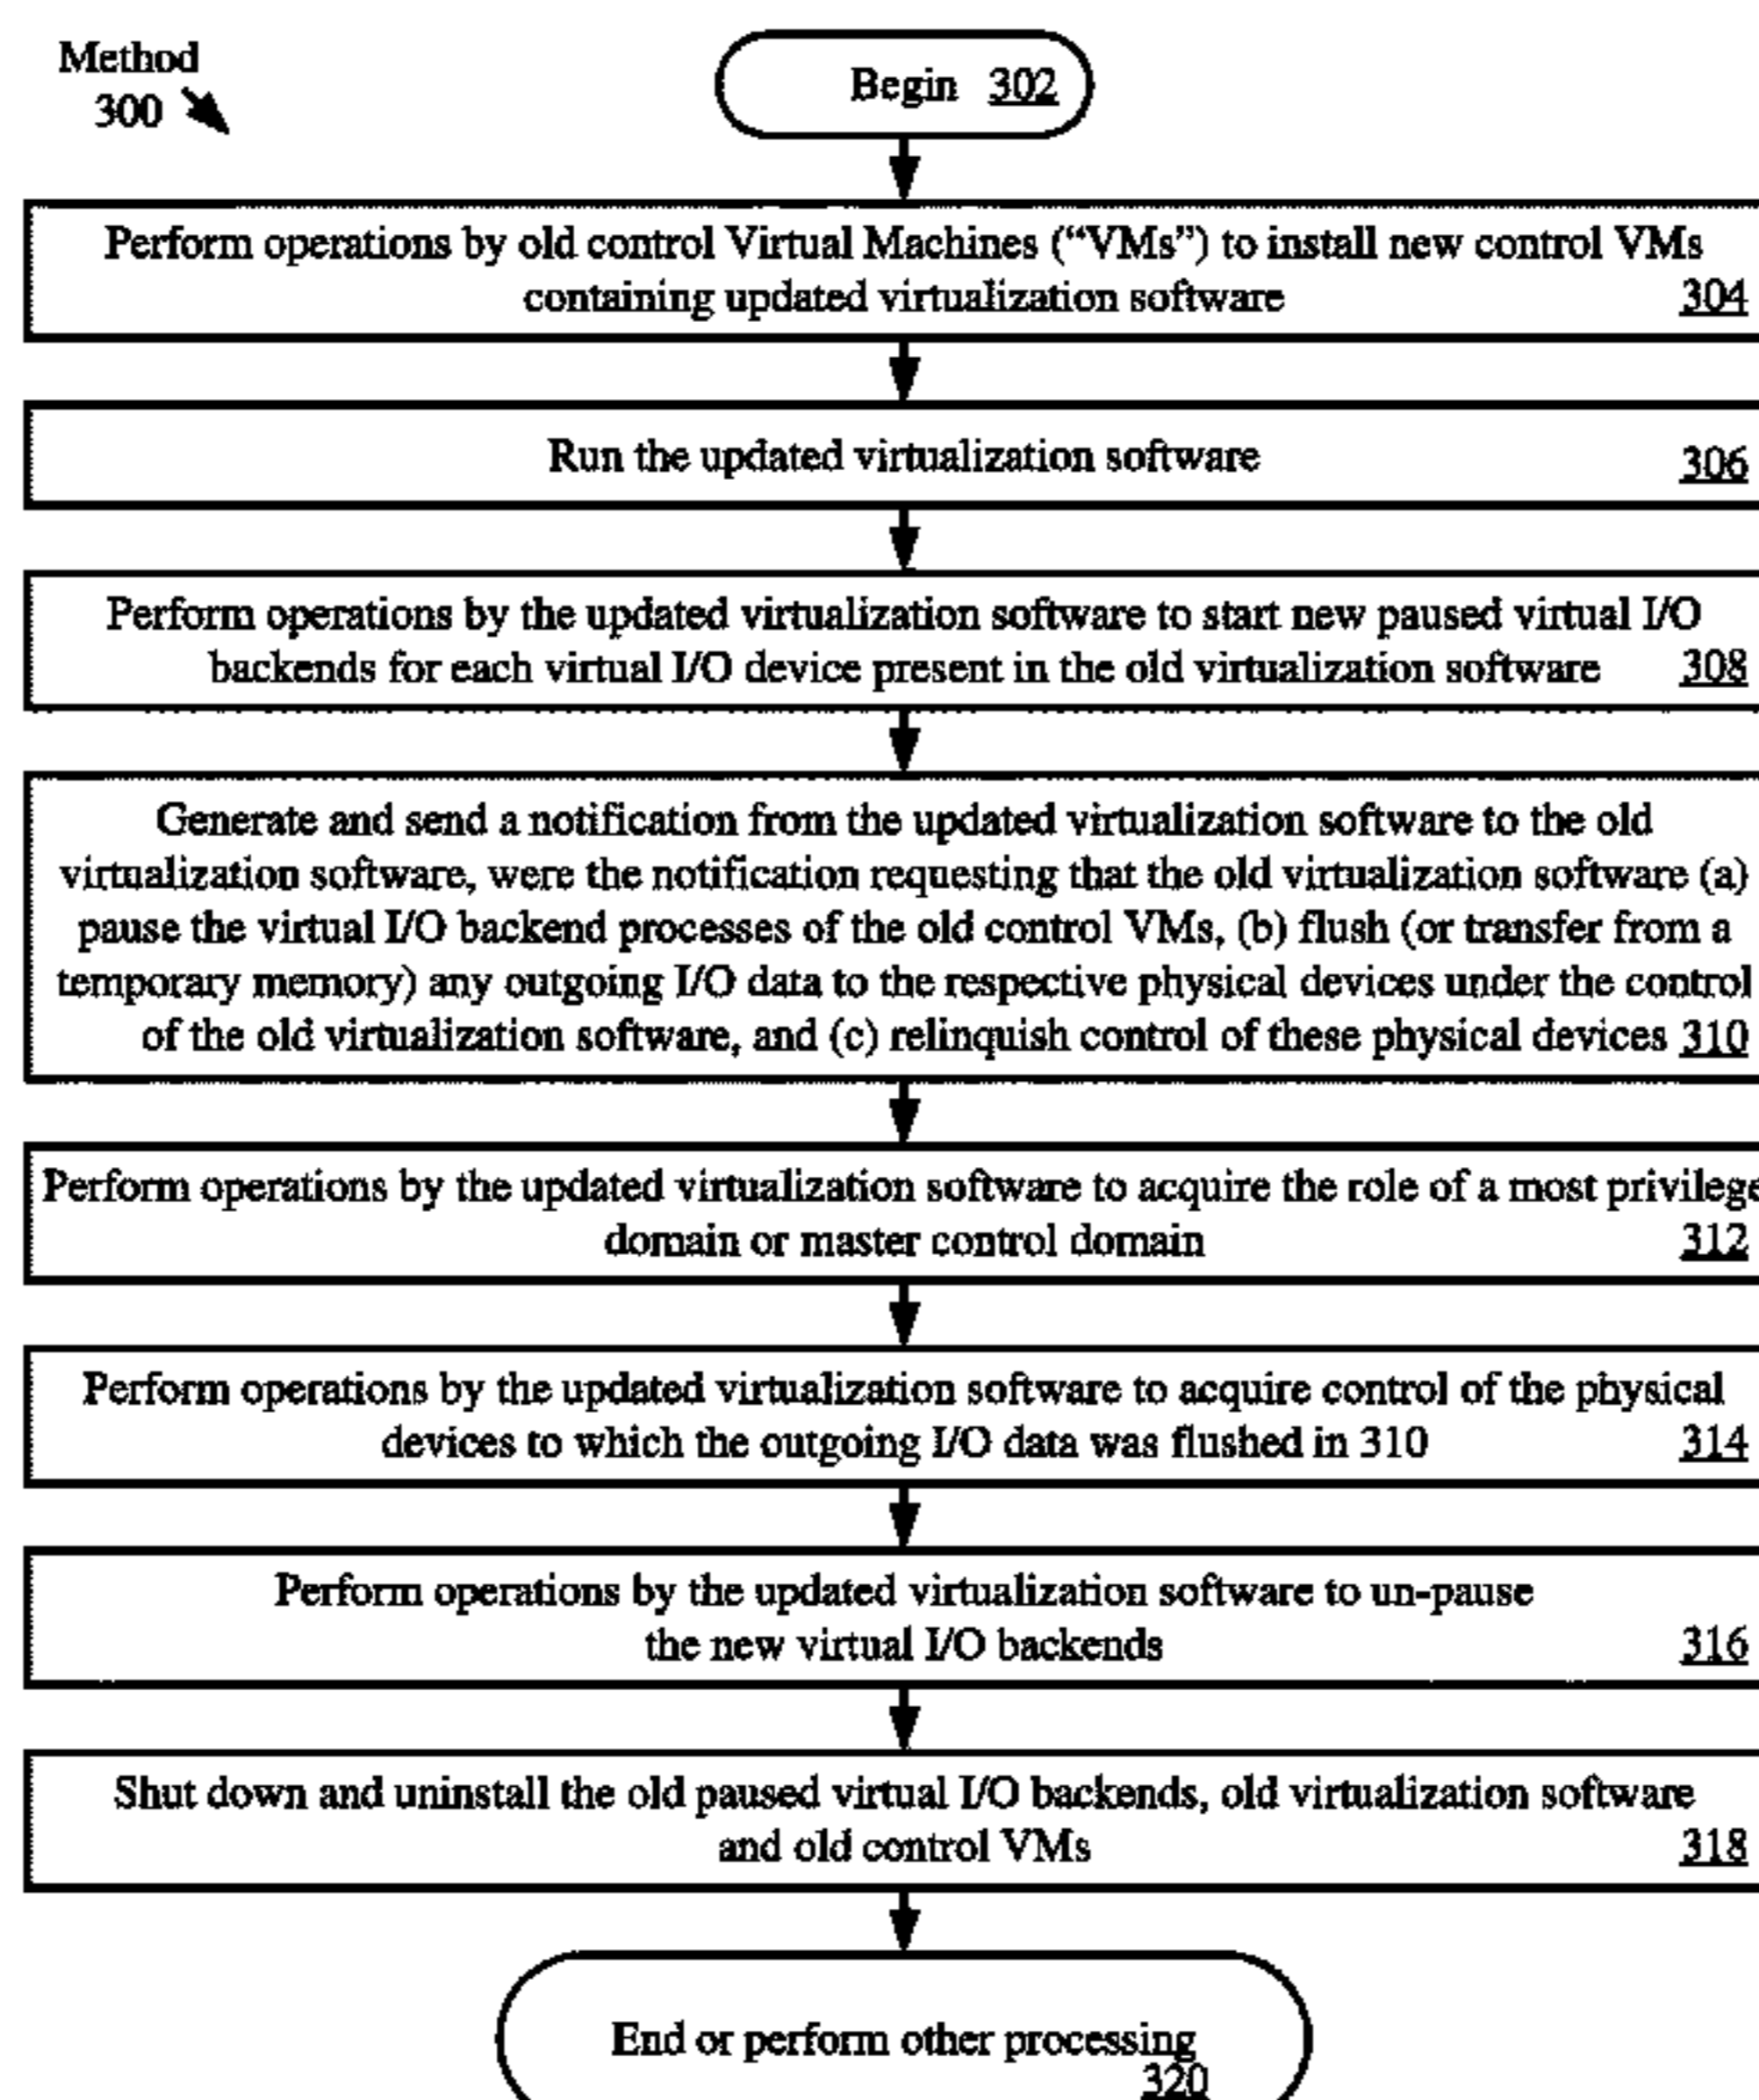 Method
300
Begin 302
Perform operations by old control Virtual Machines (“VMs”) to install new control VMs
containing updated virtualization software 304
Run the updated virtualization software 306
Perform operations by the updated virtualization software to start new paused virtual I/O
backends for each virtual I/O device present in the old virtualization software 308
Generate and send a notification from the updated virtualization software to the old
virtualization software, were the notification requesting that the old virtualization software (a)
pause the virtual I/O backend processes of the old control VMs, (b) flush (or transfer from a
temporary memory) any outgoing I/O data to the respective physical devices under the control
of the old virtualization software, and (c) relinquish control of these physical devices 310
Perform operations by the updated virtualization software to acquire the role of a most privilege
domain or master control domain 312
Perform operations by the updated virtualization software to acquire control of the physical
devices to which the outgoing I/O data was flushed in 310 314
Perform operations by the updated virtualization software to un-pause
the new virtual I/O backends 316
Shut down and uninstall the old paused virtual I/O backends, old virtualization software
and old control VMs 318
End or perform other processing
320